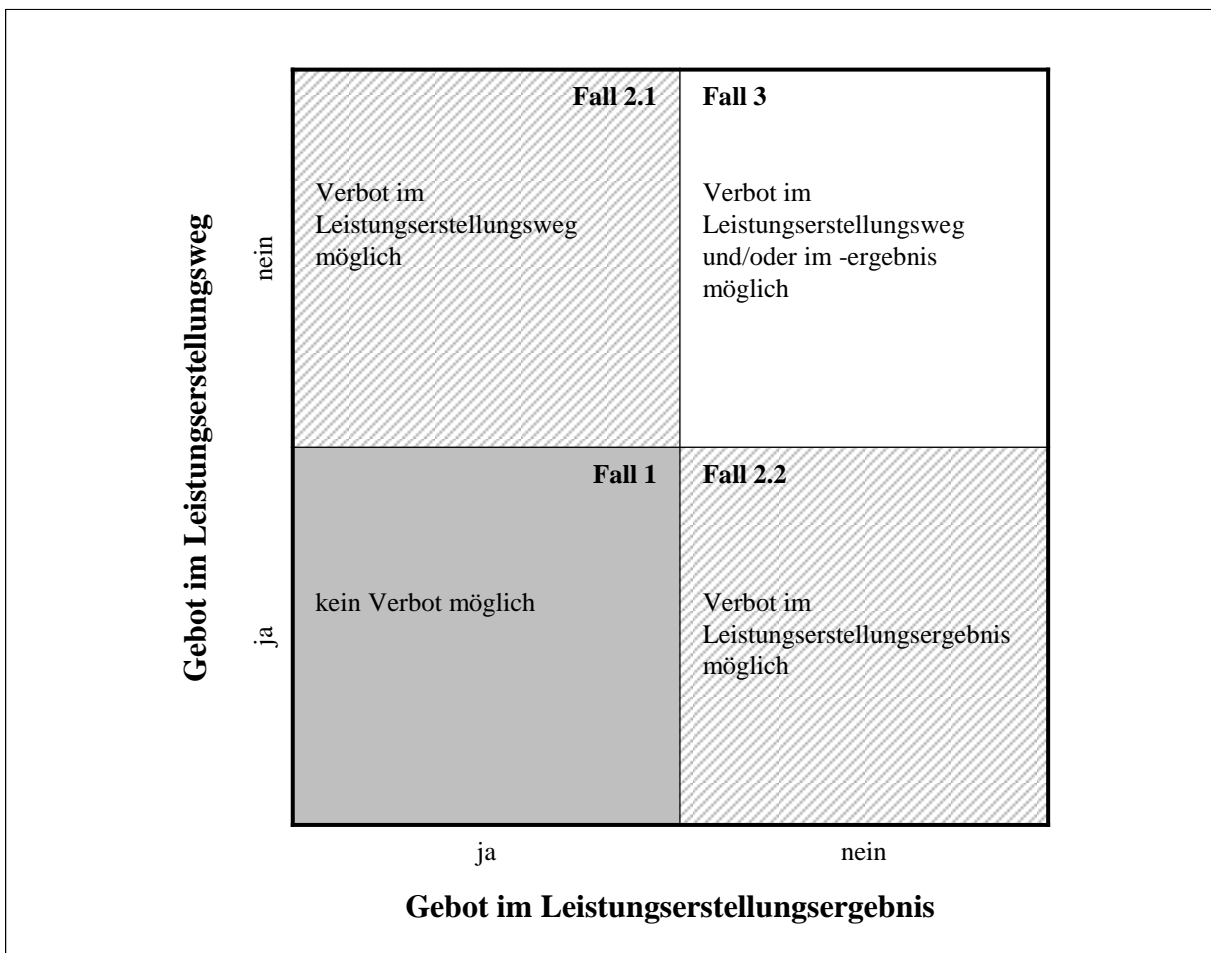 Fall 2.1
Verbot im
Leistungserstellungsweg
möglich
Fall 3
Verbot im
Leistungserstellungsweg
und/oder im -ergebnis
möglich
Gebot im Leistungserstellungsweg
nein
ja
Fall 1
kein Verbot möglich
Fall 2.2
Verbot im
Leistungserstellungsergebnis
möglich
ja
nein
Gebot im Leistungserstellungsergebnis